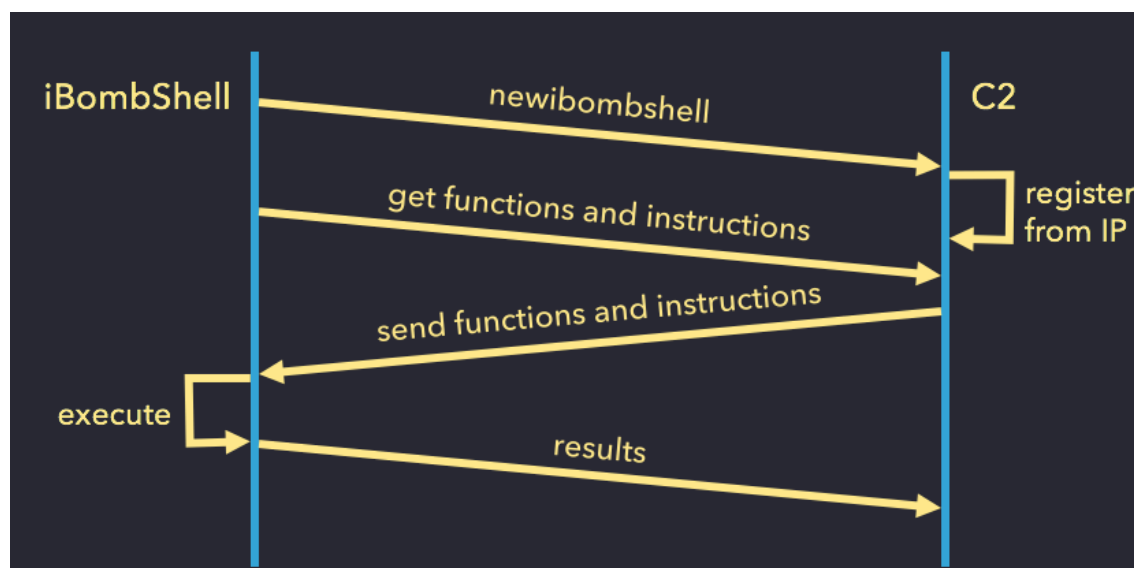 iBombShell
newibombshell
C2
register
from IP
get functions and instructions
send functions and instructions
execute
results